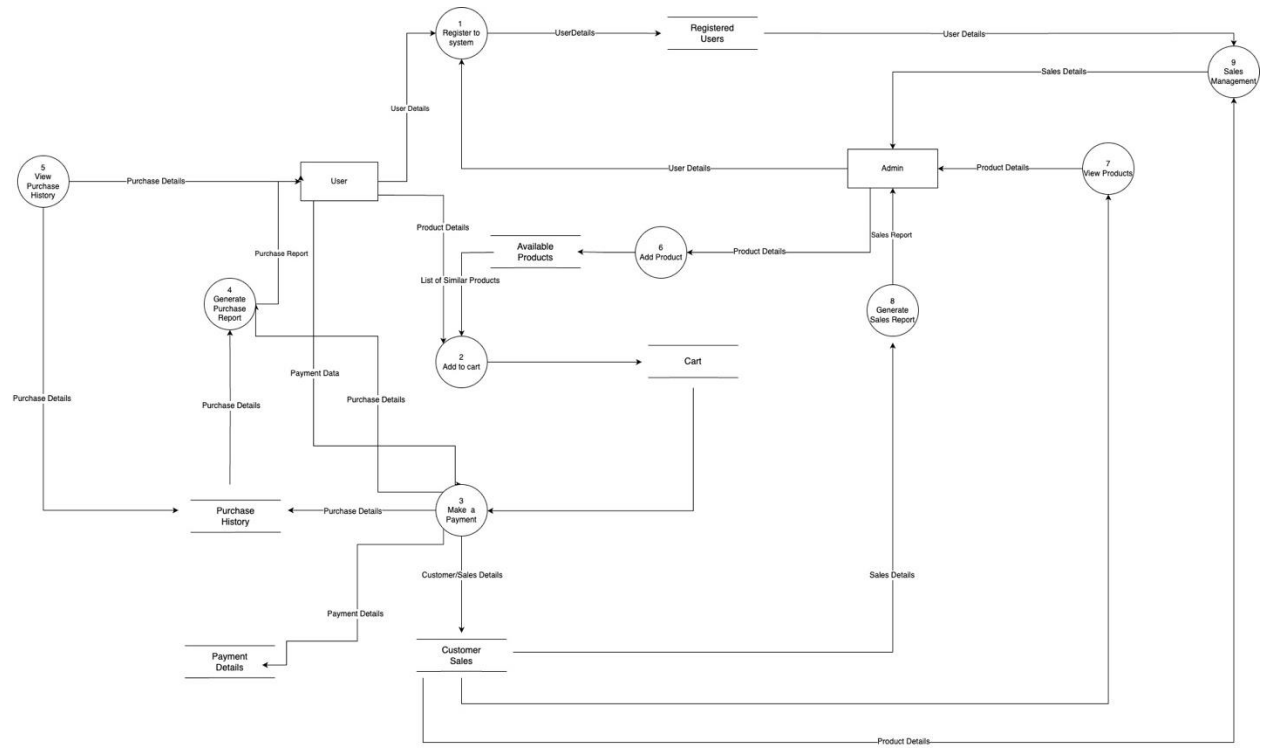 1
Register to
system
UserDetails
Registered
Users
User Details
9
Sales
Management
Sales Details
User Details
5
View
Purchase
History
Purchase Details
User
User Details
Admin
Product Details
7
View Products
Product Details
Purchase Report
Available
Products
6
Add Product
Product Details
Sales Report
List of Similar Products
4
Generate
Purchase
Report
8
Generate
Sales Report
2
Add to cart
Cart
Payment Data
Purchase Details
Purchase Details
Purchase Details
3
Make a
Payment
Purchase Details
Purchase
History
Customer/Sales Details
Sales Details
Payment Details
Payment
Details
Customer
Sales
Product Details